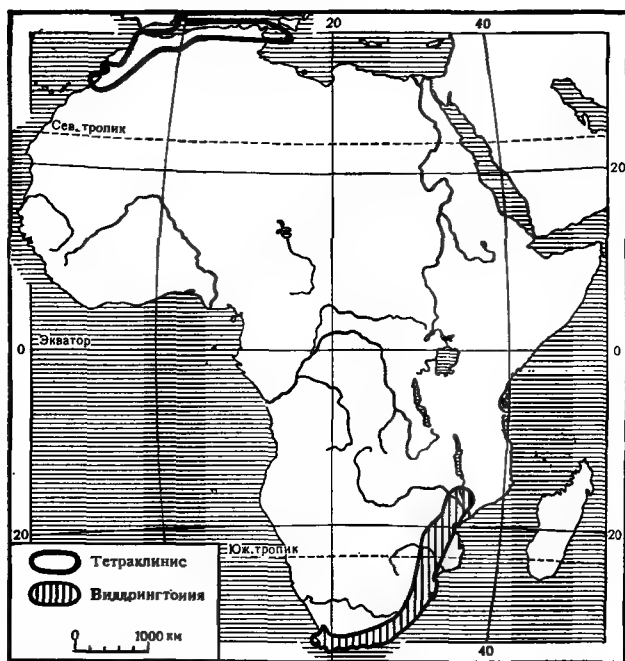 20
40
Сев. тропик
20
Экватор
0
0
20
20
Юж. тропик
Тетраклинис
Виддрингтония
0
1000 км
40